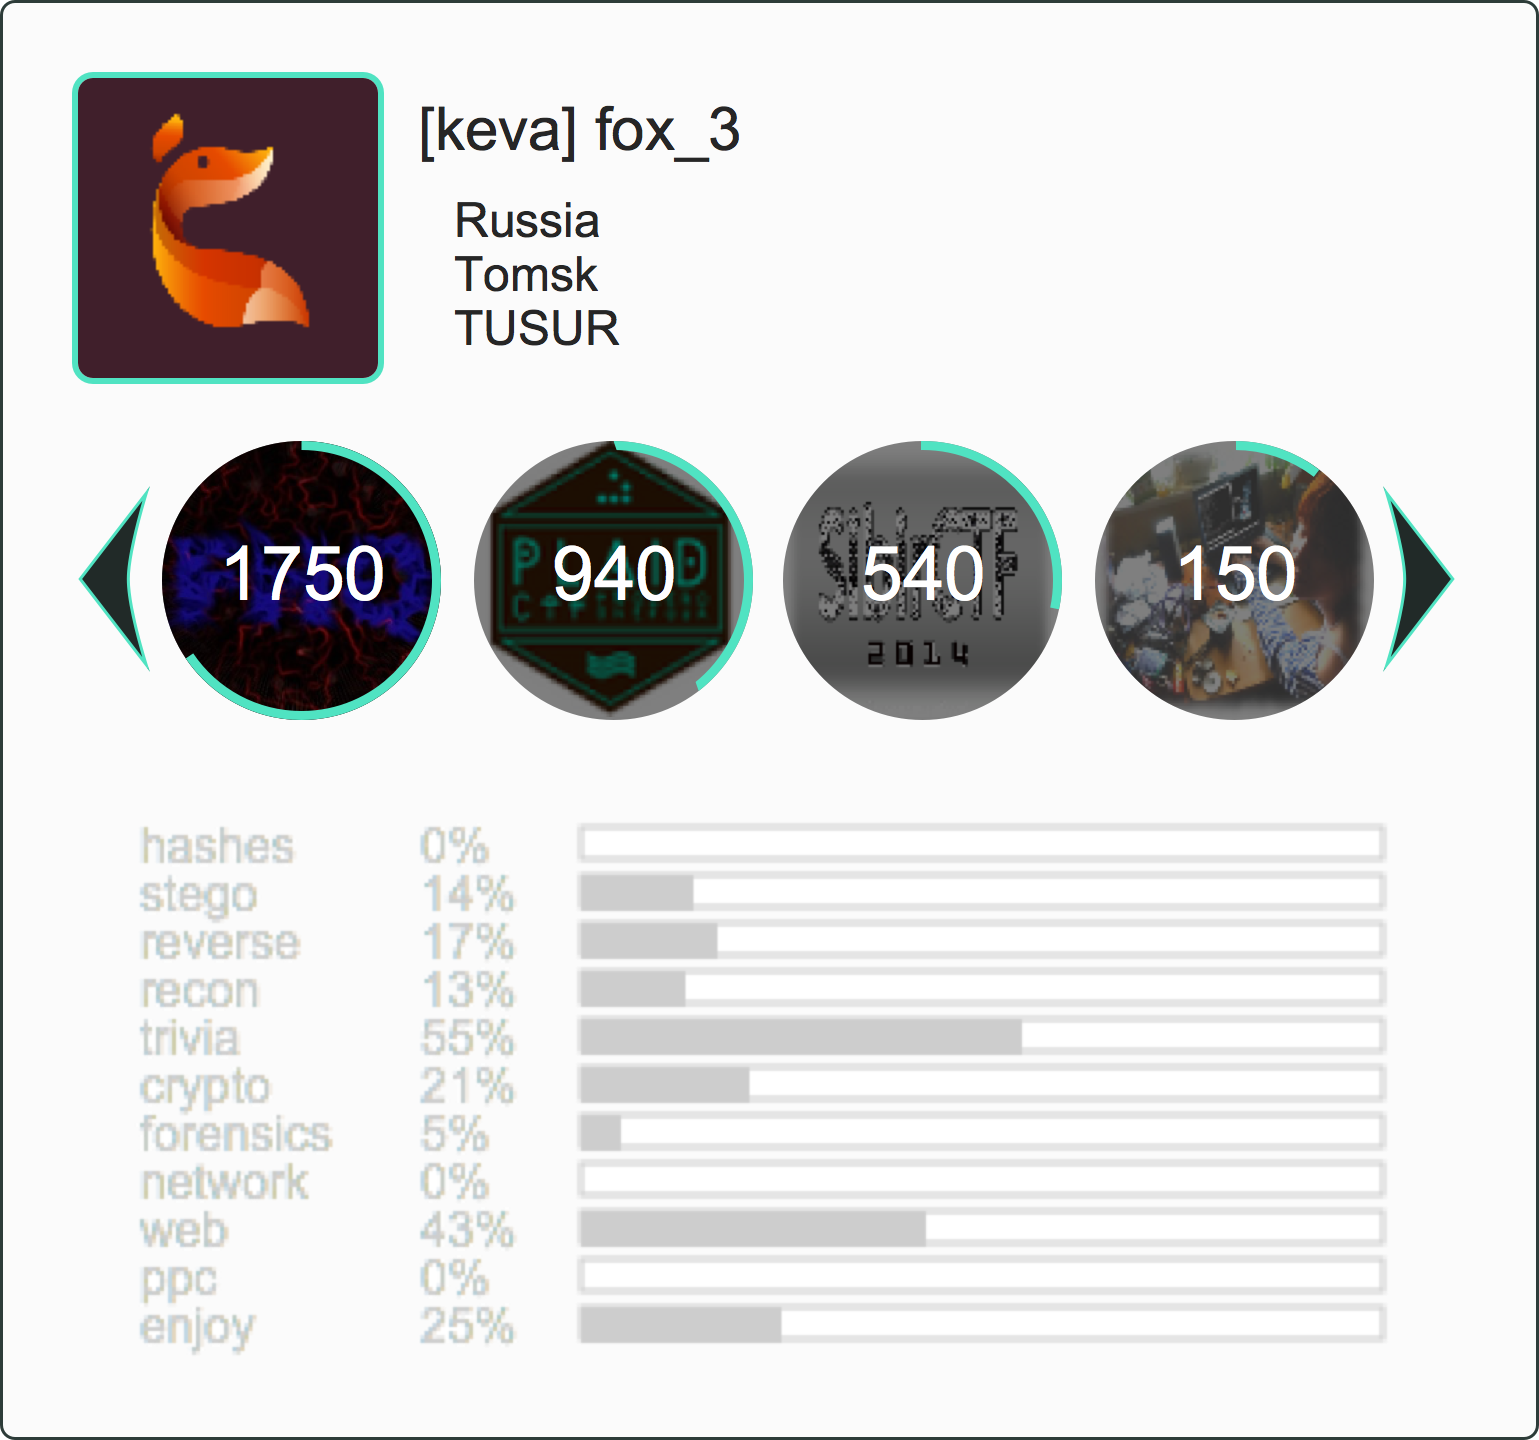 [keva] fox_3
Russia
Tomsk
TUSUR
1750
940
540
150
2014
hashes 0%
stego 14%
reverse 17%
recon 13%
trivia 55%
crypto 21%
forensics 5%
network 0%
web 43%
ppc 0%
enjoy 25%